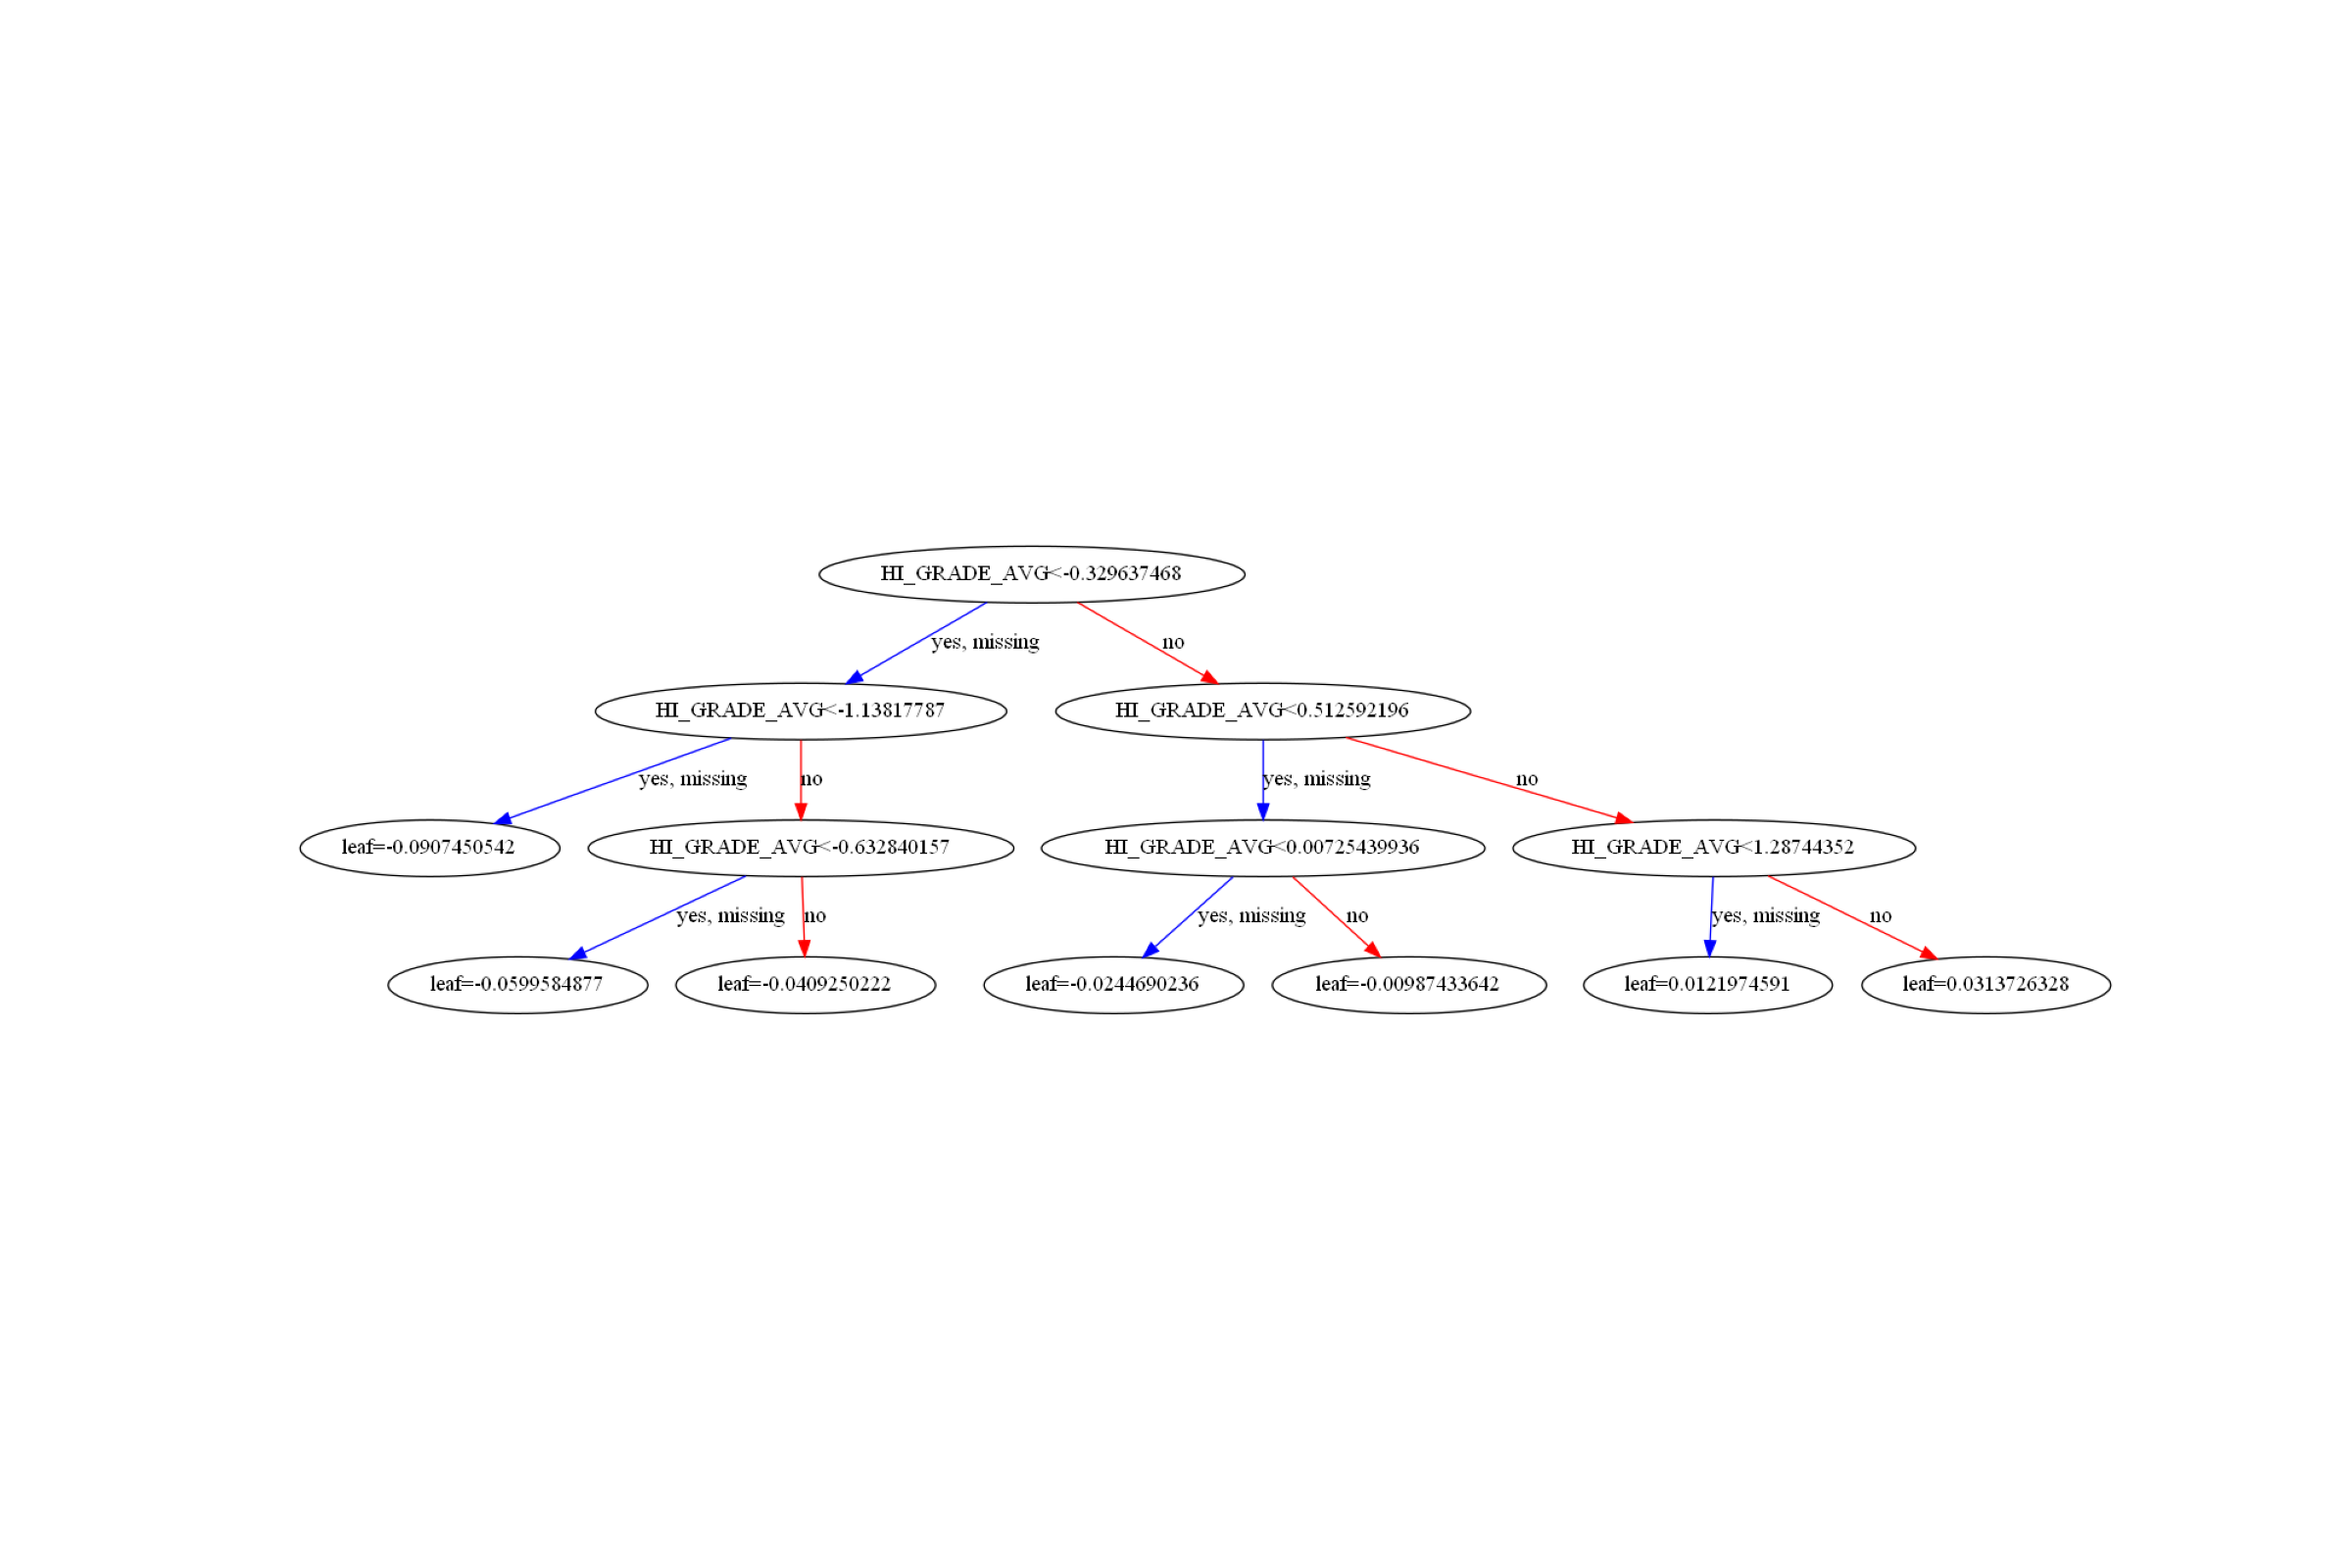 HI_GRADE_AVG<-0.329637468
yes, missing
no
HI_GRADE_AVG<-1.13817787
HI_GRADE_AVG<0.512592196
yes, missing
no
yes, missing
no
leaf=-0.0907450542
HI_GRADE_AVG<-0.632840157
HI_GRADE_AVG<0.00725439936
HI_GRADE_AVG<1.28744352
yes, missing
no
yes, missing
no
yes, missing
no
leaf=-0.0599584877
leaf=-0.0409250222
leaf=-0.0244690236
leaf=-0.00987433642
leaf=0.0121974591
leaf=0.0313726328